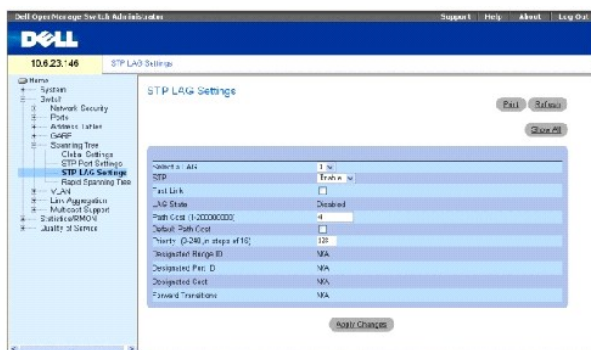 Dell OpenManage Switch Administrator
Support Help About Log Out
DELL
10.6.23.146
STP LAG Settings
Home
System
Switch
Network Security
Ports
Address Tables
GARP
Spanning Tree
Global Settings
STP Port Settings
STP LAG Settings
Rapid Spanning Tree
VLAN
Link Aggregation
Multicast Support
Statistics/RMON
Quality of Service
STP LAG Settings
Print Refresh
Show All
Select a LAG 1
STP Enable
Fast Link
LAG State Disabled
Path Cost (1-200000000) 4
Default Path Cost
Priority (0-240, in steps of 16) 128
Designated Bridge ID N/A
Designated Port ID N/A
Designated Cost N/A
Forward Transitions N/A
Apply Changes